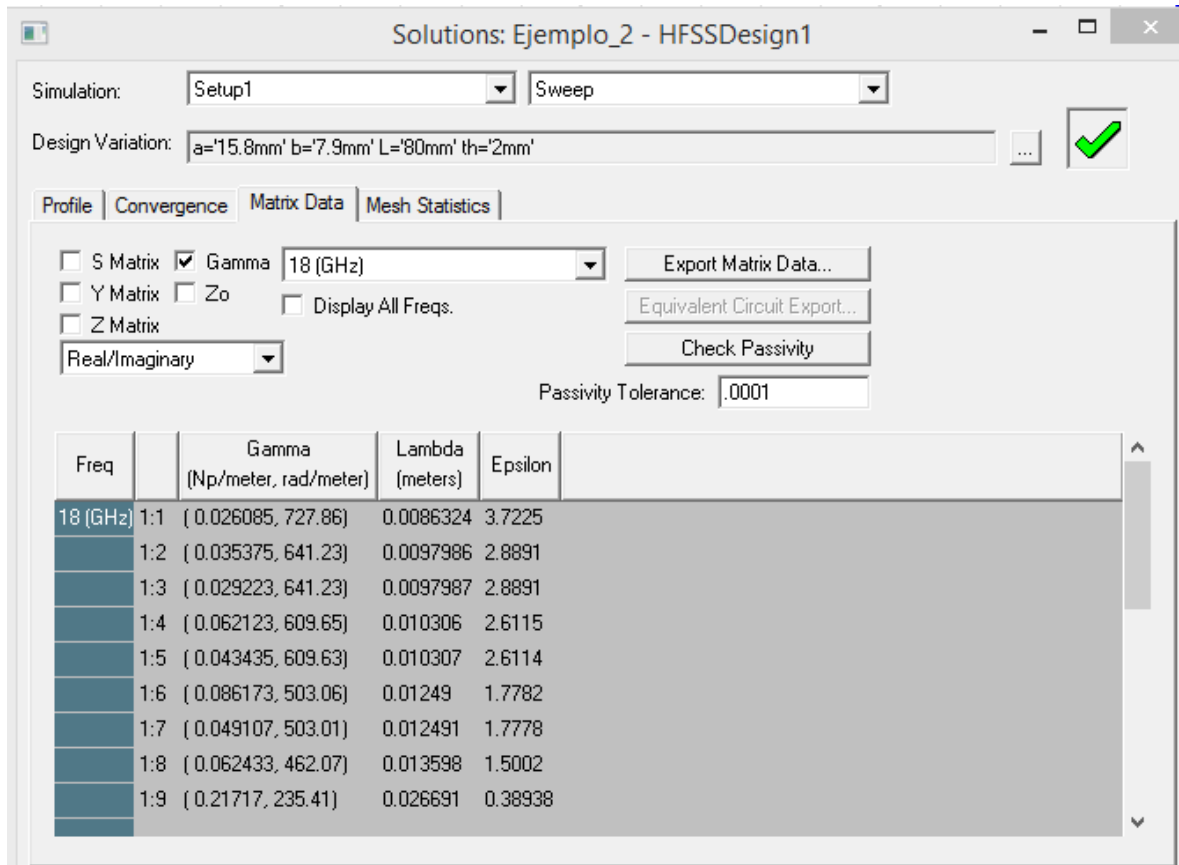 Solutions: Ejemplo_2 - HFSSDesign1
Simulation: Setup1 Sweep
Design Variation: a='15.8mm' b='7.9mm' L='80mm' th='2mm' ...
Profile Convergence Matrix Data Mesh Statistics
S Matrix Gamma 18 (GHz) Export Matrix Data...
Y Matrix Zo Display All Freqs. Equivalent Circuit Export...
Z Matrix
Real/Imaginary Check Passivity
Passivity Tolerance: .0001
Freq Gamma (Np/meter, rad/meter) Lambda (meters) Epsilon
18 (GHz) 1:1 ( 0.026085, 727.86) 0.0086324 3.7225
1:2 ( 0.035375, 641.23) 0.0097986 2.8891
1:3 ( 0.029223, 641.23) 0.0097987 2.8891
1:4 ( 0.062123, 609.65) 0.010306 2.6115
1:5 ( 0.043435, 609.63) 0.010307 2.6114
1:6 ( 0.086173, 503.06) 0.01249 1.7782
1:7 ( 0.049107, 503.01) 0.012491 1.7778
1:8 ( 0.062433, 462.07) 0.013598 1.5002
1:9 ( 0.21717, 235.41) 0.026691 0.38938